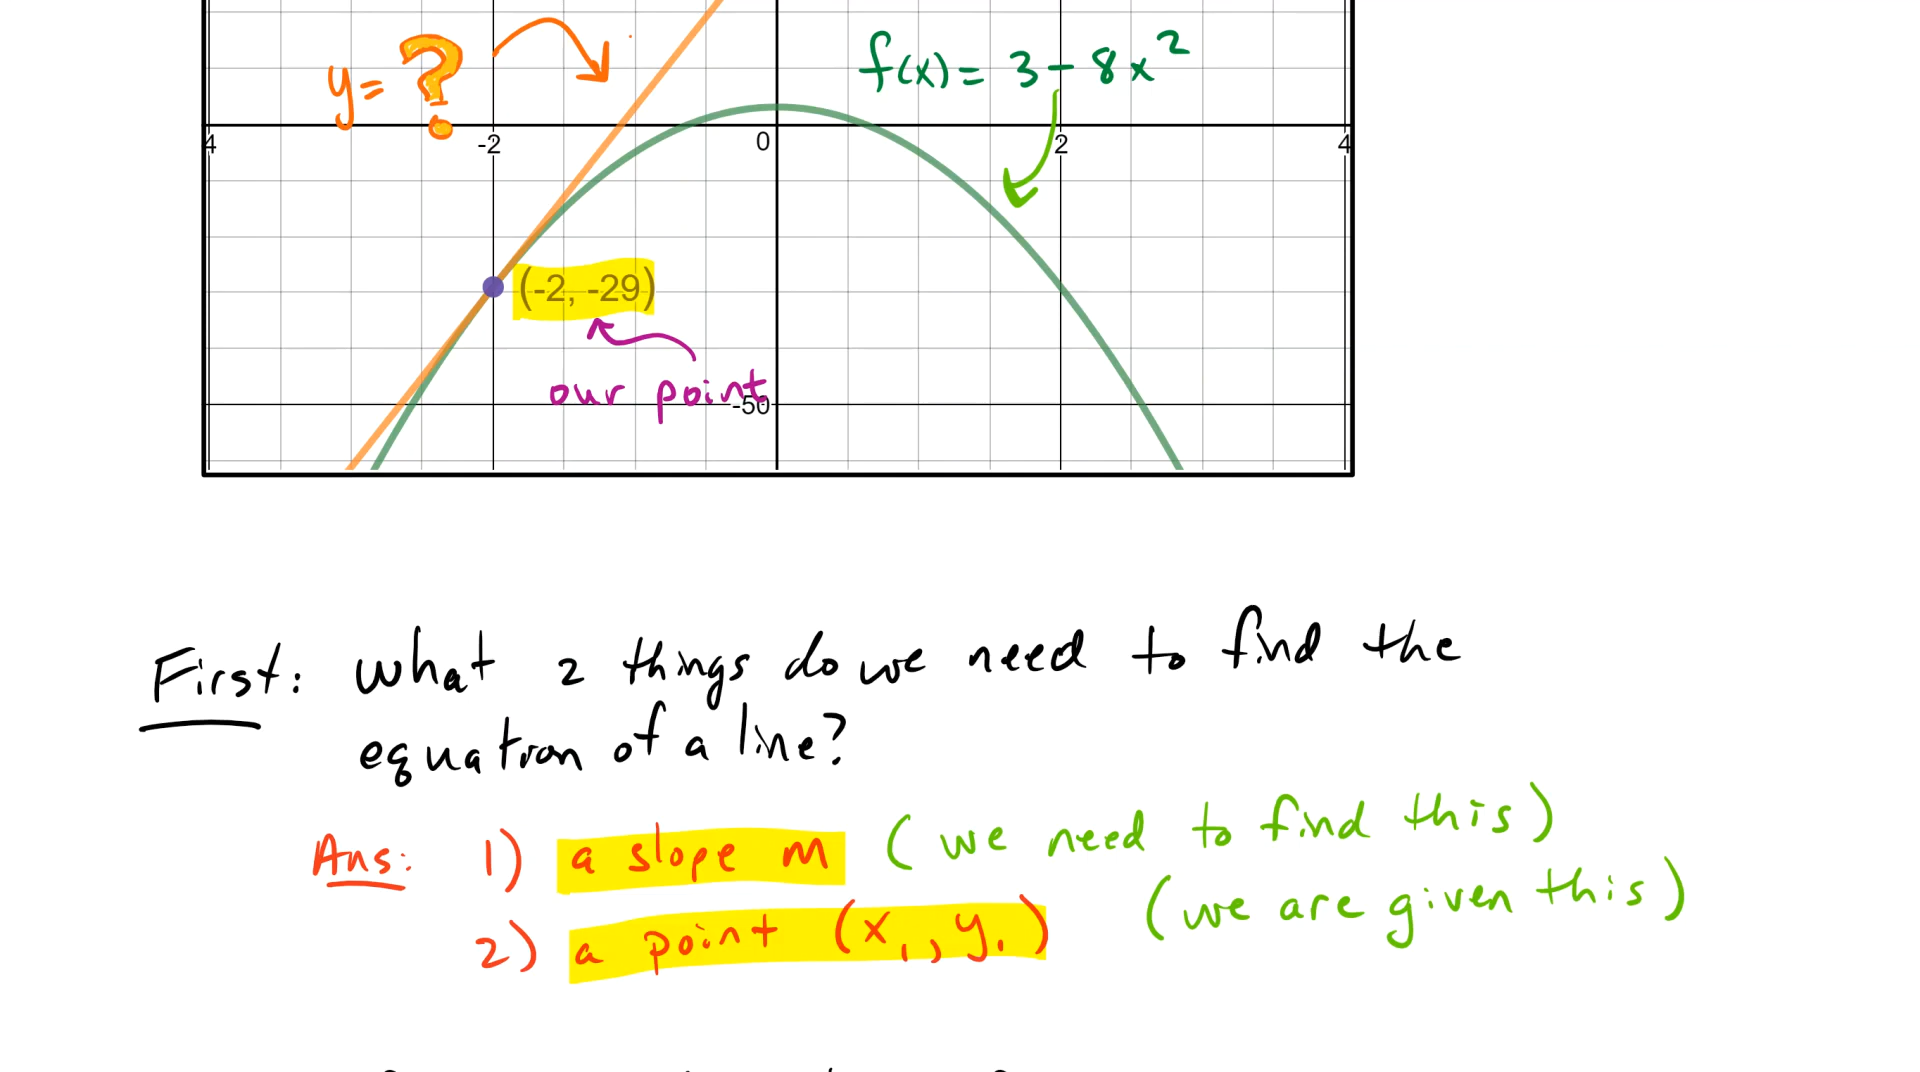 y= ?
f(x)= 3-8x²
4 -2 0 2 4
(-2, -29)
our point
-50
First: what 2 things do we need to find the
equation of a line?
Ans: 1) a slope m (we need to find this)
2) a point (x₁, y₁) (we are given this)